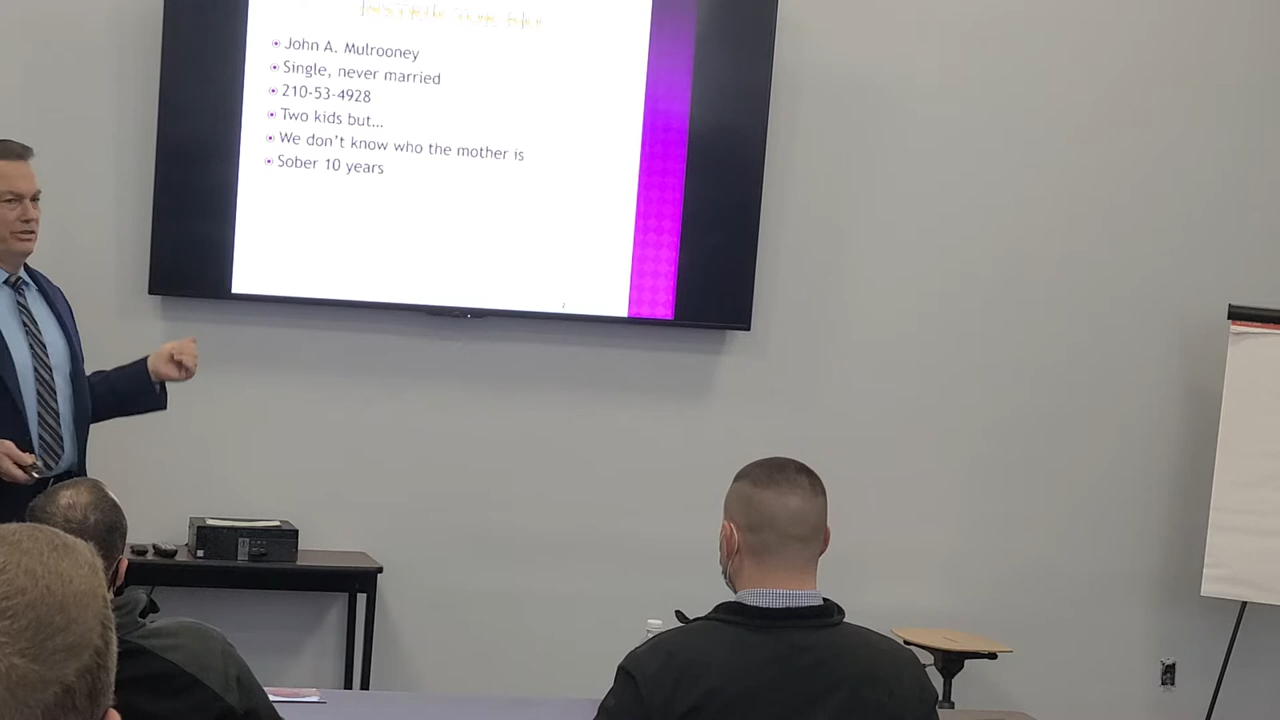 John A. Mulrooney
Single, never married
210-53-4928
Two kids but...
We don't know who the mother is
Sober 10 years
2